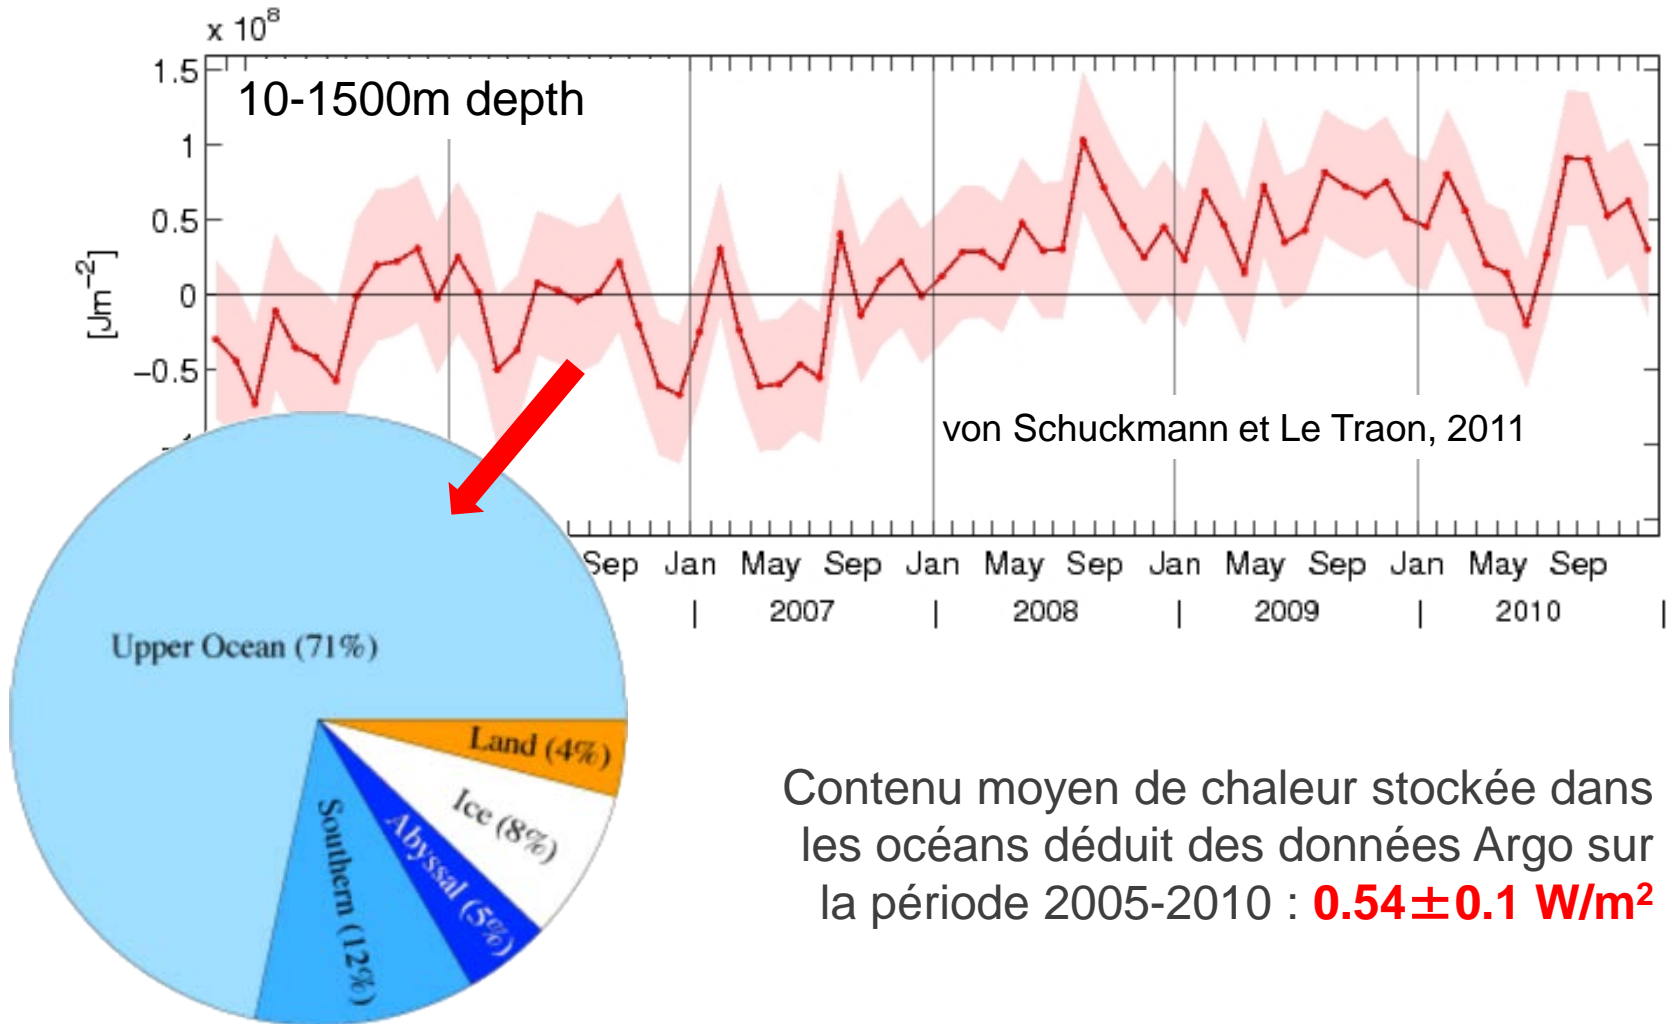 x 10⁸
1.5
10-1500m depth
1
0.5
0
−0.5
[Jm⁻²]
von Schuckmann et Le Traon, 2011
Sep Jan May Sep Jan May Sep Jan May Sep Jan May Sep
| 2007 | 2008 | 2009 | 2010 |
Upper Ocean (71%)
Land (4%)
Ice (8%)
Abyssal (5%)
Southern (12%)
Contenu moyen de chaleur stockée dans
les océans déduit des données Argo sur
la période 2005-2010 : 0.54±0.1 W/m²